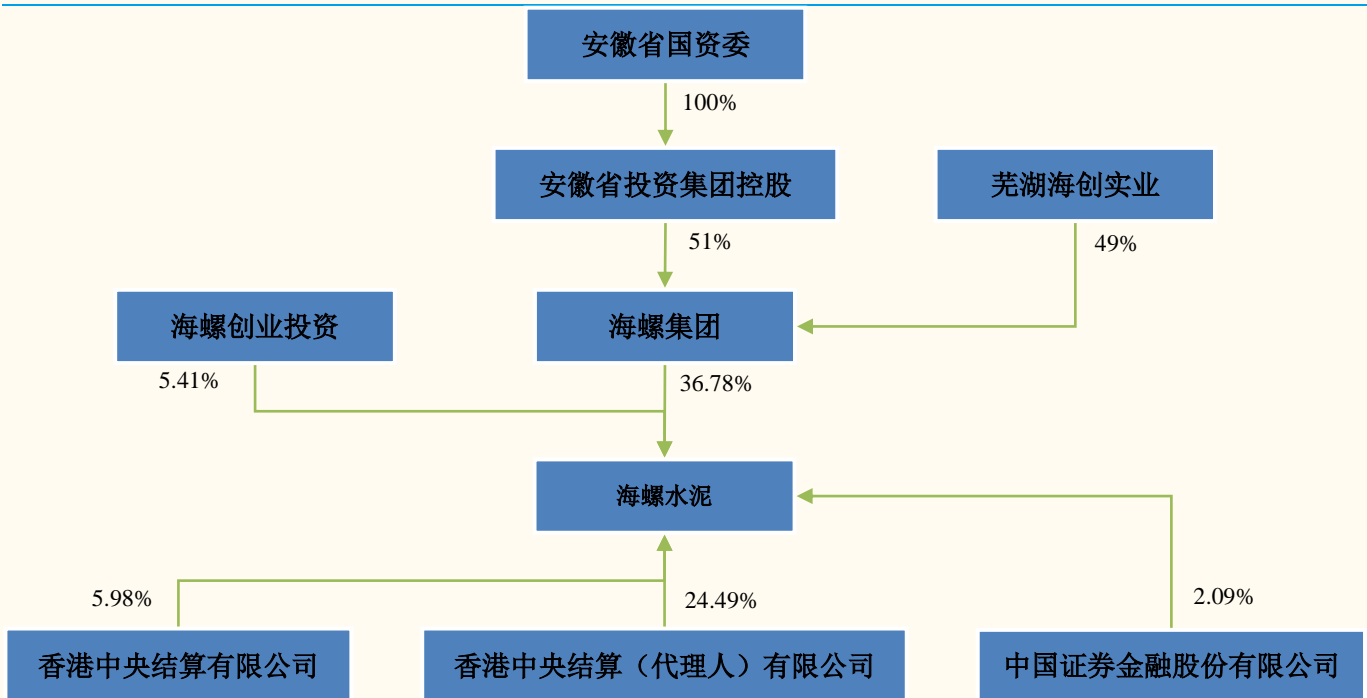 安徽省国资委
100%
安徽省投资集团控股
芜湖海创实业
51%
49%
海螺创业投资
海螺集团
5.41%
36.78%
海螺水泥
5.98%
24.49%
2.09%
香港中央结算有限公司
香港中央结算（代理人）有限公司
中国证券金融股份有限公司